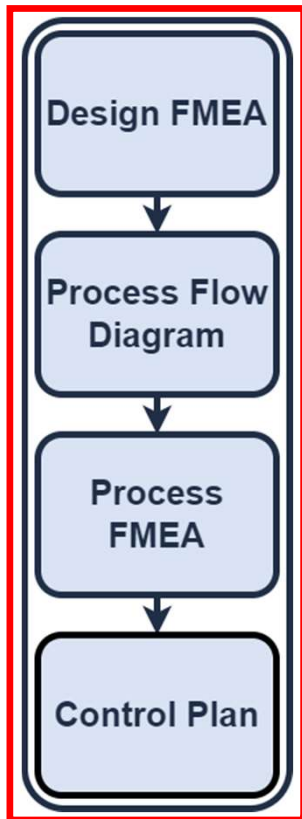 Design FMEA
Process Flow
Diagram
Process
FMEA
Control Plan